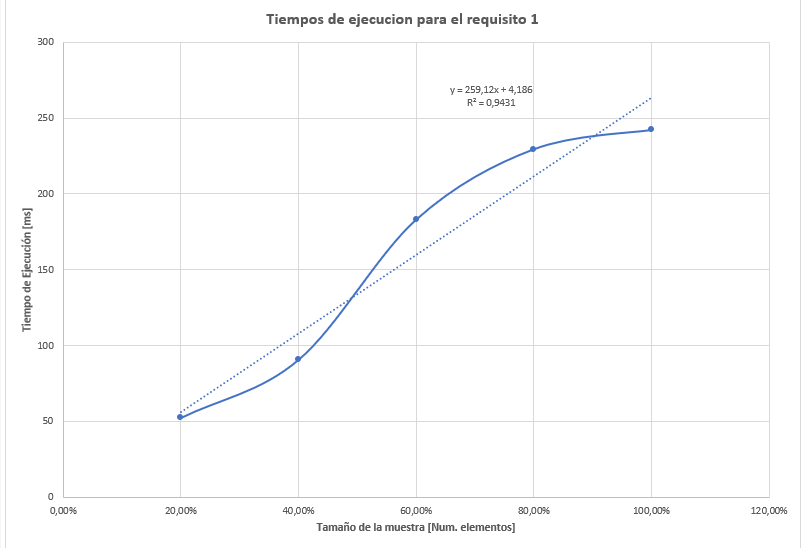 Tiempos de ejecucion para el requisito 1
300
y = 259,12x + 4,186
R² = 0,9431
250
200
Tiempo de Ejecución [ms]
150
100
50
0
0,00% 20,00% 40,00% 60,00% 80,00% 100,00% 120,00%
Tamaño de la muestra [Num. elementos]